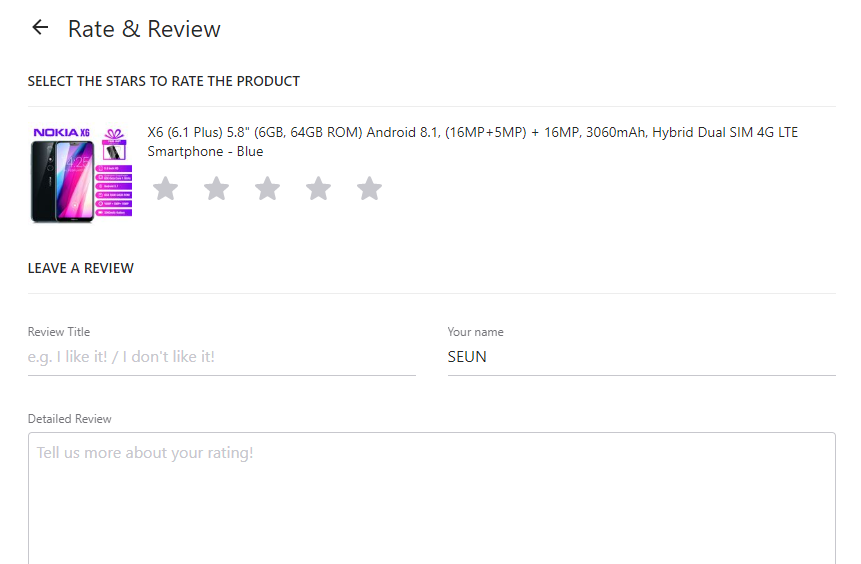 Rate & Review
SELECT THE STARS TO RATE THE PRODUCT
NOKIA X6
X6 (6.1 Plus) 5.8" (6GB, 64GB ROM) Android 8.1, (16MP+5MP) + 16MP, 3060mAh, Hybrid Dual SIM 4G LTE
Smartphone - Blue
4:25
LEAVE A REVIEW
Review Title
Your name
e.g. I like it! / I don't like it!
SEUN
Detailed Review
Tell us more about your rating!